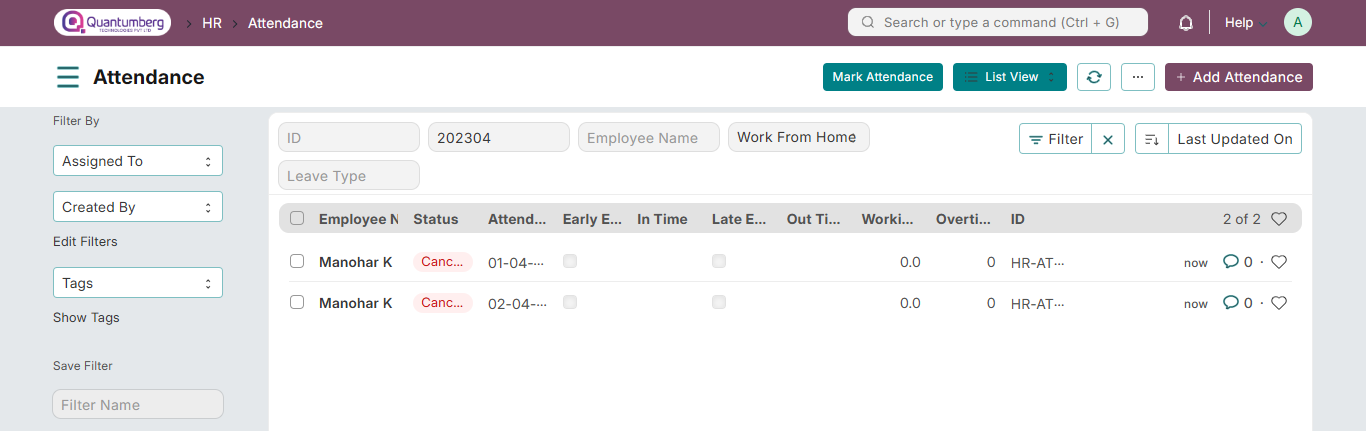 Quantumberg
TECHNOLOGIES PVT LTD
HR
Attendance
Search or type a command (Ctrl + G)
Help
A
Attendance
Mark Attendance
List View
+ Add Attendance
Filter By
Assigned To
Created By
Edit Filters
Tags
Show Tags
Save Filter
Filter Name
ID
202304
Employee Name
Work From Home
Leave Type
Filter
Last Updated On
Employee N Status Attend... Early E... In Time Late E... Out Ti... Worki... Overti... ID 2 of 2
Manohar K Canc... 01-04-... 0.0 0 HR-AT... now 0 ·
Manohar K Canc... 02-04-... 0.0 0 HR-AT... now 0 ·